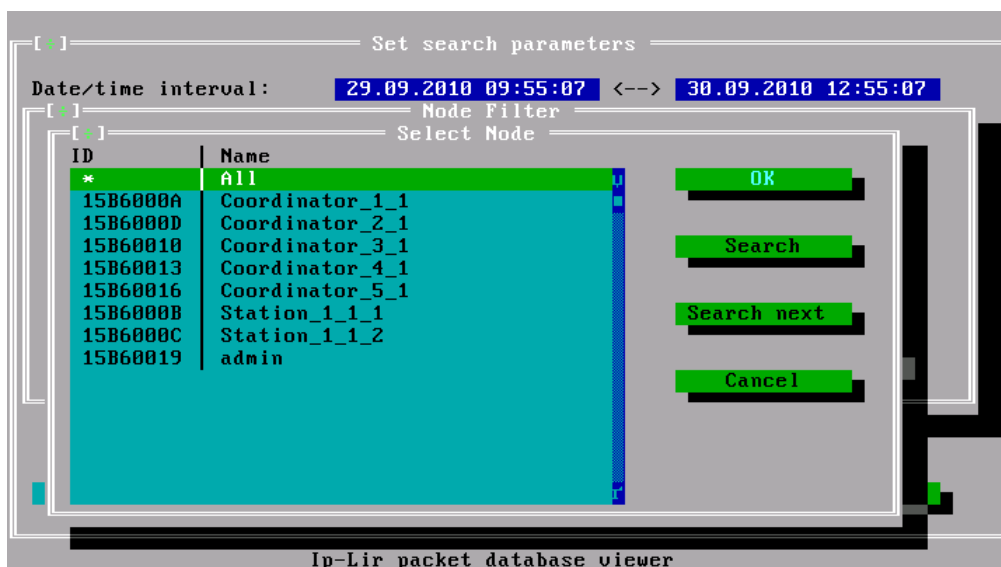 Set search parameters
Date/time interval: 29.09.2010 09:55:07 <--> 30.09.2010 12:55:07
Node Filter
Select Node
ID Name
* All
15B6000A Coordinator_1_1
15B6000D Coordinator_2_1
15B60010 Coordinator_3_1
15B60013 Coordinator_4_1
15B60016 Coordinator_5_1
15B6000B Station_1_1_1
15B6000C Station_1_1_2
15B60019 admin
OK
Search
Search next
Cancel
Ip-Lir packet database viewer